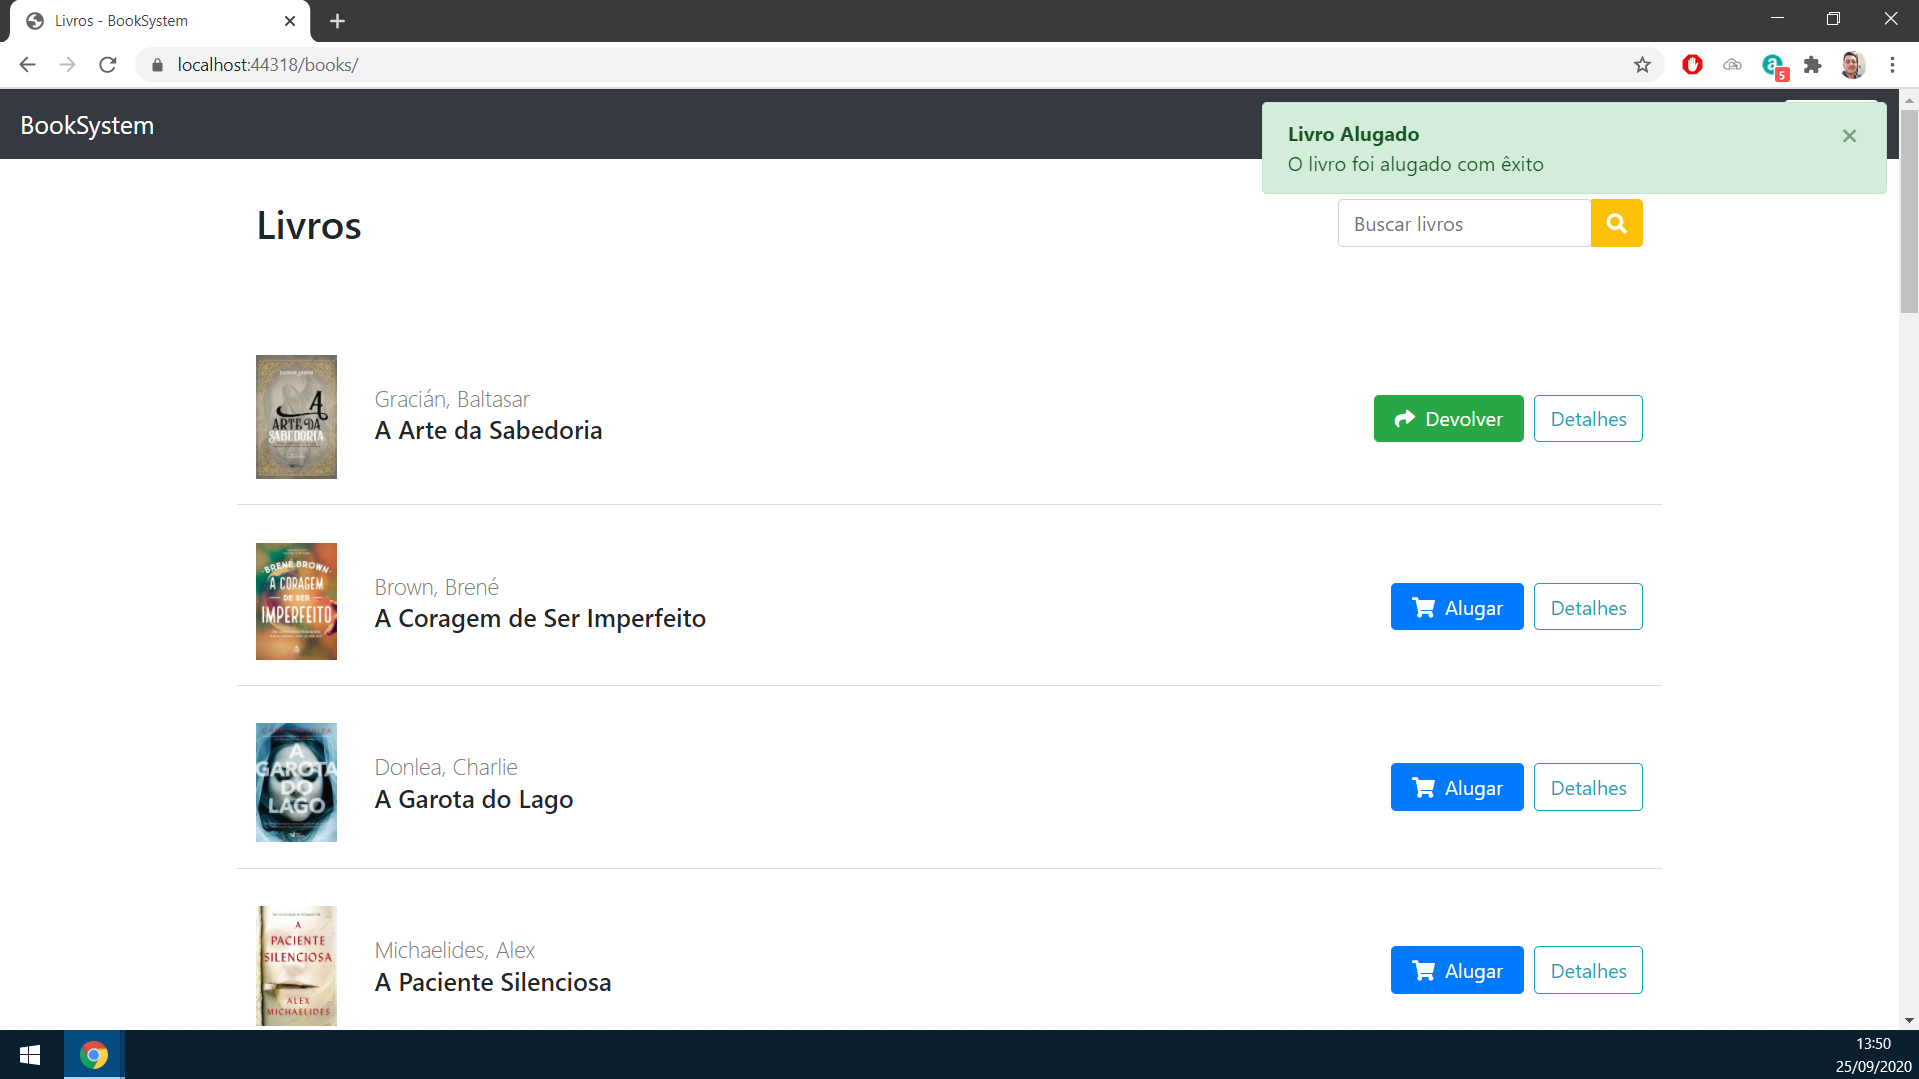 Livros - BookSystem
localhost:44318/books/
5
BookSystem
Livro Alugado
O livro foi alugado com êxito
Livros
Buscar livros
A
ARTE DA
SABEDORIA
Gracián, Baltasar
A Arte da Sabedoria
Devolver
Detalhes
BRENÉ BROWN
A CORAGEM
DE SER
IMPERFEITO
Brown, Brené
A Coragem de Ser Imperfeito
Alugar
Detalhes
A
GAROTA
DO
LAGO
Donlea, Charlie
A Garota do Lago
Alugar
Detalhes
A
PACIENTE
SILENCIOSA
ALEX
MICHAELIDES
Michaelides, Alex
A Paciente Silenciosa
Alugar
Detalhes
13:50
25/09/2020